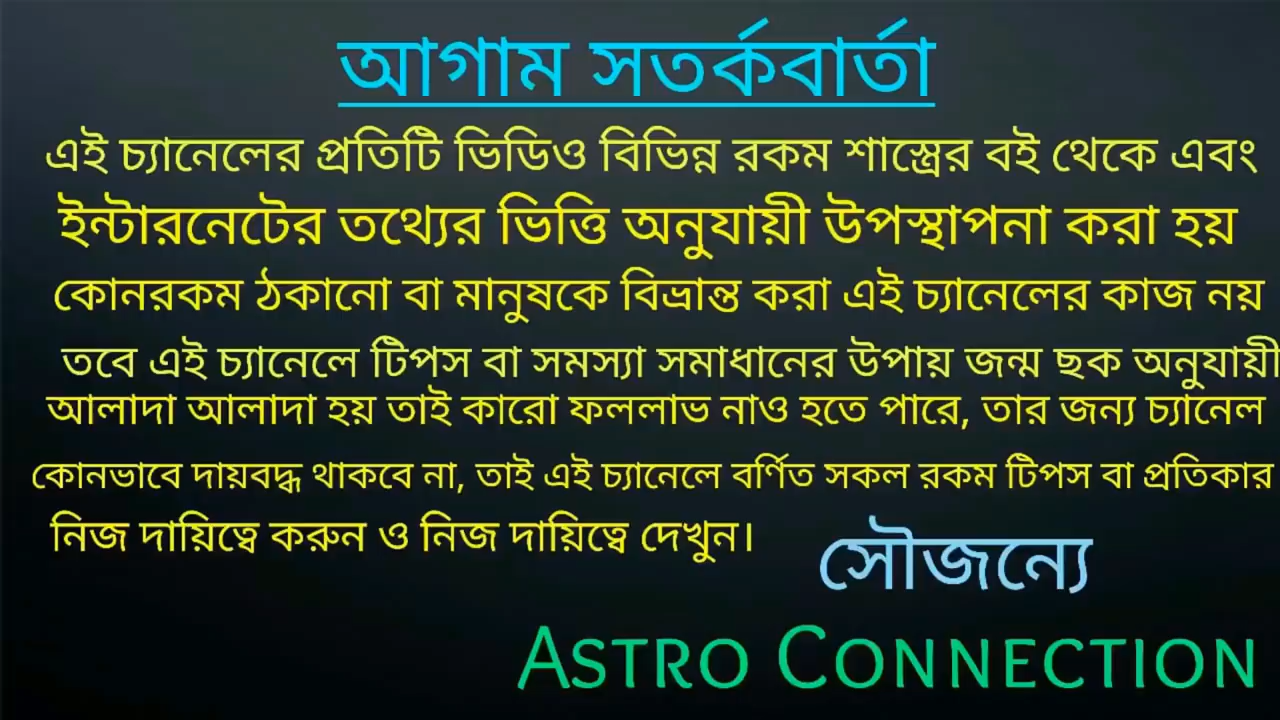 আগাম সতর্কবার্তা
এই চ্যানেলের প্রতিটি ভিডিও বিভিন্ন রকম শাস্ত্রের বই থেকে এবং
ইন্টারনেটের তথ্যের ভিত্তি অনুযায়ী উপস্থাপনা করা হয়
কোনরকম ঠকানো বা মানুষকে বিভ্রান্ত করা এই চ্যানেলের কাজ নয়
তবে এই চ্যানেলে টিপস বা সমস্যা সমাধানের উপায় জন্ম ছক অনুযায়ী
আলাদা আলাদা হয় তাই কারো ফললাভ নাও হতে পারে, তার জন্য চ্যানেল
কোনভাবে দায়বদ্ধ থাকবে না, তাই এই চ্যানেলে বর্ণিত সকল রকম টিপস বা প্রতিকার
নিজ দায়িত্বে করুন ও নিজ দায়িত্বে দেখুন।
সৌজন্যে
ASTRO CONNECTION